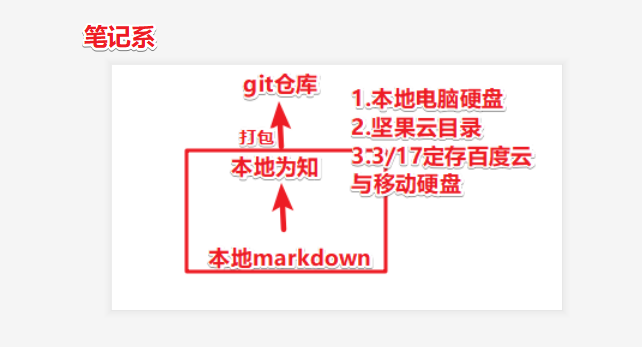 笔记系
git仓库
打包
本地为知
本地markdown
1.本地电脑硬盘
2.坚果云目录
3.3/17定存百度云
与移动硬盘